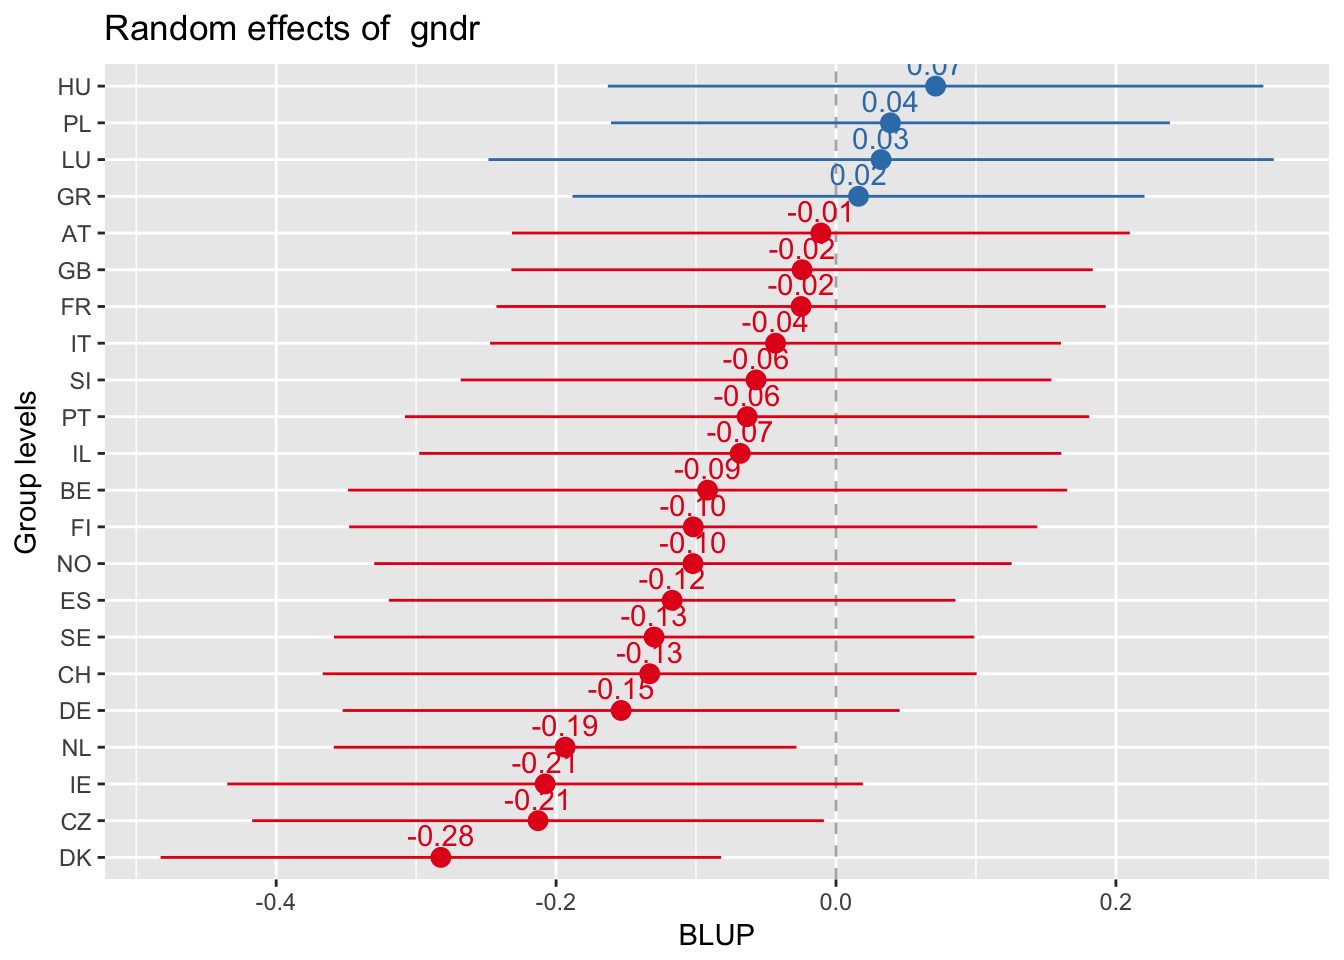 Random effects of  gndr
Group levels
HU 0.07
PL 0.04
LU 0.03
GR 0.02
AT -0.01
GB -0.02
FR -0.02
IT -0.04
SI -0.06
PT -0.06
IL -0.07
BE -0.09
FI -0.10
NO -0.10
ES -0.12
SE -0.13
CH -0.13
DE -0.15
NL -0.19
IE -0.21
CZ -0.21
DK -0.28
-0.4 -0.2 0.0 0.2
BLUP